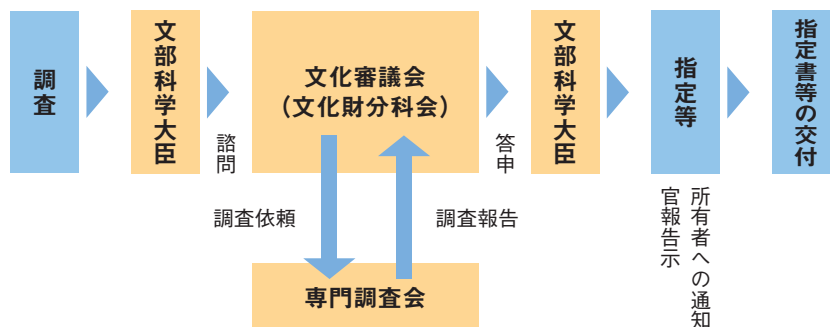 調査
文部科学大臣
諮問
文化審議会
（文化財分科会）
答申
文部科学大臣
指定等
指定書等の交付
調査依頼
調査報告
専門調査会
所有者への通知
官報告示